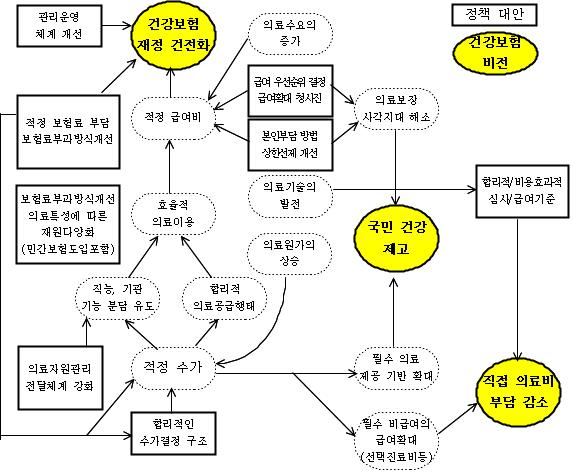 관리운영
체계 개선
건강보험
재정 건전화
의료수요의
증가
정책 대안
건강보험
비전
적정 보험료 부담
보험료부과방식개선
적정 급여비
급여 우선순위 결정
급여확대 청사진
본인부담 방법
상한선제 개선
의료보장
사각지대 해소
보험료부과방식개선
의료특성에 따른
재원다양화
(민간보험도입포함)
효율적
의료이용
의료기술의
발전
합리적/비용효과적
심사/급여기준
국민 건강
제고
의료원가의
상승
직능, 기관
기능 분담 유도
합리적
의료공급행태
의료자원관리
전달체계 강화
적정 수가
필수 의료
제공 기반 확대
직접 의료비
부담 감소
합리적인
수가결정 구조
필수 비급여의
급여확대
(선택진료비등)